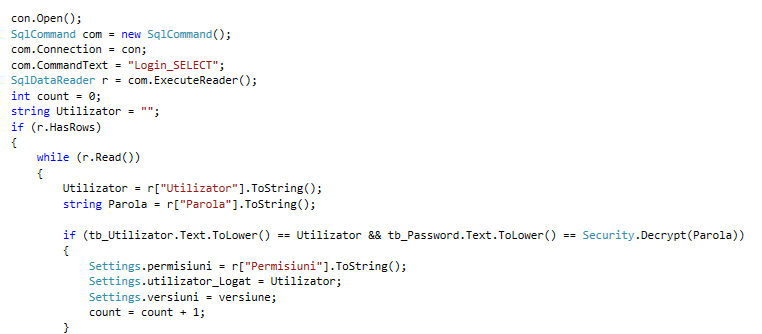 con.Open();
SqlCommand com = new SqlCommand();
com.Connection = con;
com.CommandText = "Login_SELECT";
SqlDataReader r = com.ExecuteReader();
int count = 0;
string Utilizator = "";
if (r.HasRows)
{
    while (r.Read())
    {
        Utilizator = r["Utilizator"].ToString();
        string Parola = r["Parola"].ToString();

        if (tb_Utilizator.Text.ToLower() == Utilizator && tb_Password.Text.ToLower() == Security.Decrypt(Parola))
        {
            Settings.permisiuni = r["Permisiuni"].ToString();
            Settings.utilizator_Logat = Utilizator;
            Settings.versiuni = versiune;
            count = count + 1;
        }